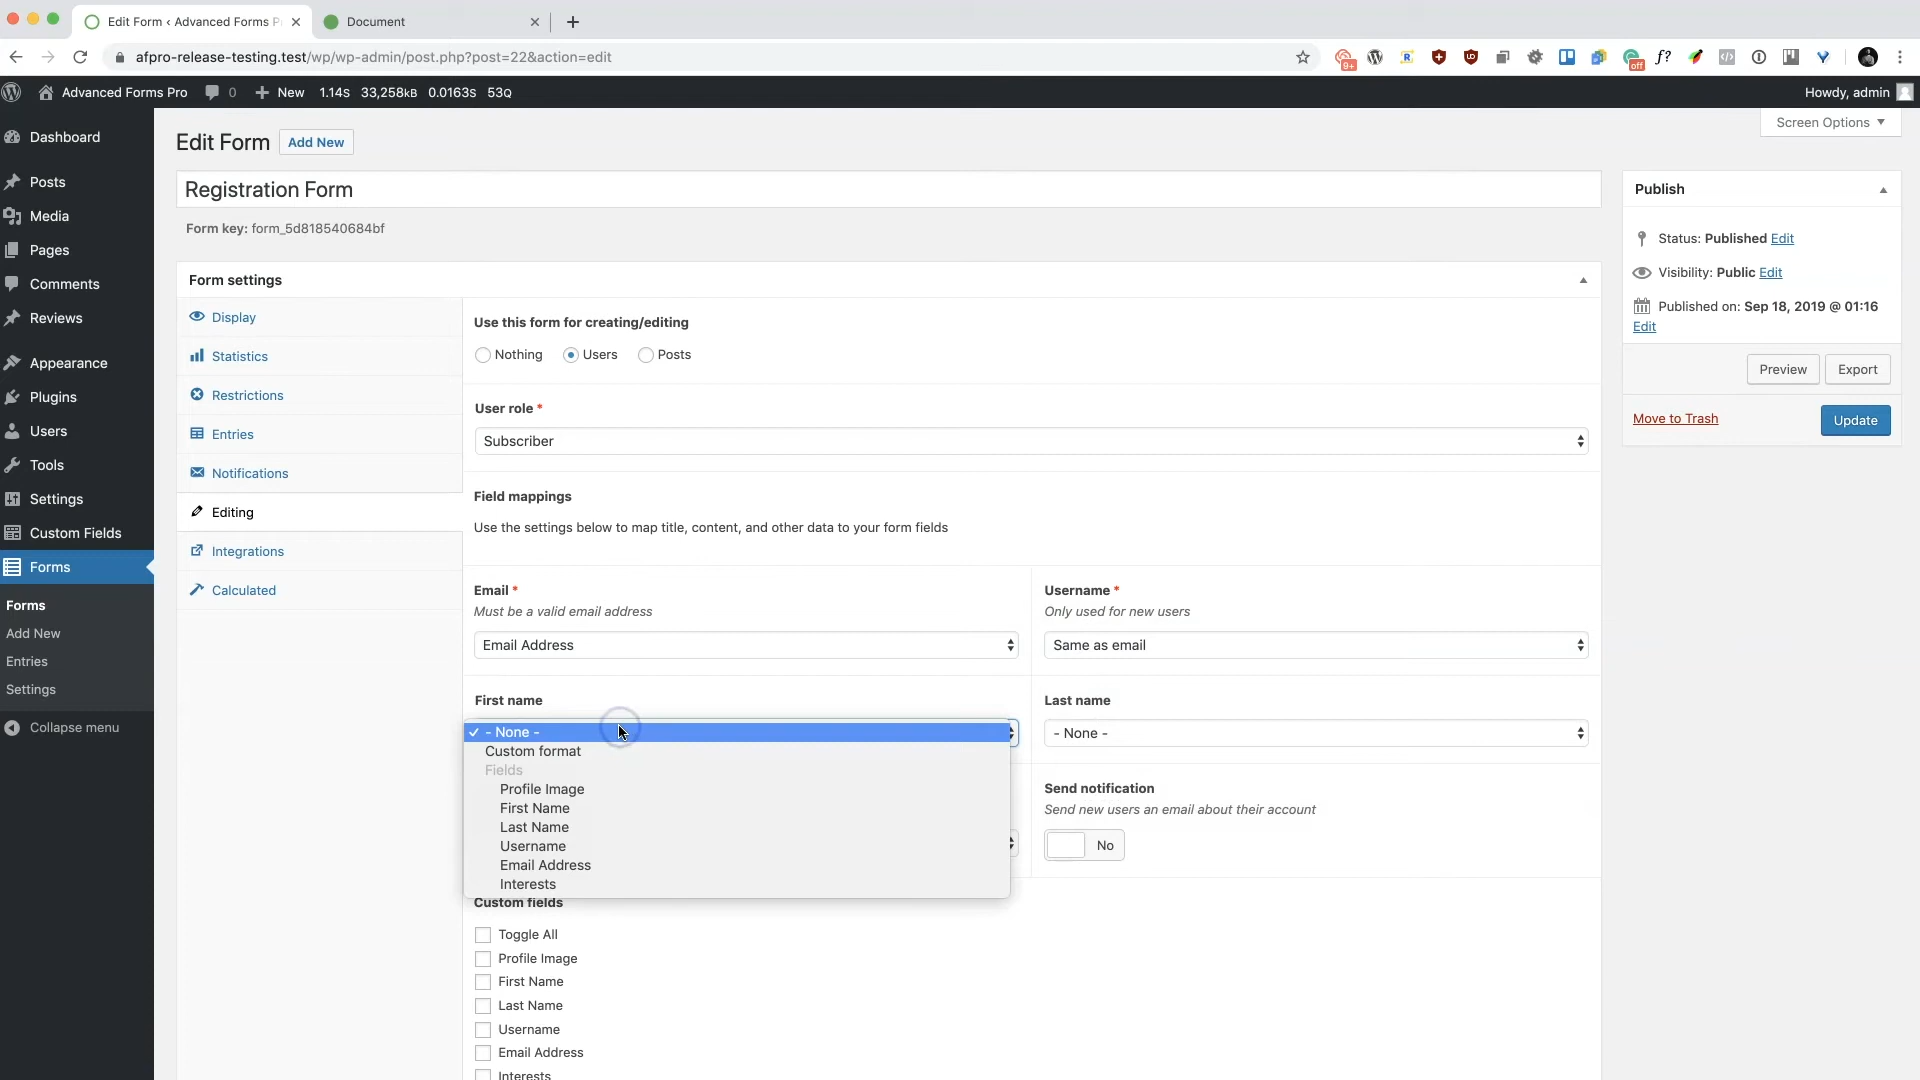 Edit Form ‹ Advanced Forms P
Document
afpro-release-testing.test/wp/wp-admin/post.php?post=22&action=edit
9+
off
f?
Advanced Forms Pro
0
New
1.14S 33,258KB 0.0163S 53Q
Howdy, admin
Dashboard
Posts
Media
Pages
Comments
Reviews
Appearance
Plugins
Users
Tools
Settings
Custom Fields
Forms
Forms
Add New
Entries
Settings
Collapse menu
Screen Options
Edit Form
Add New
Registration Form
Form key: form_5d818540684bf
Form settings
Display
Statistics
Restrictions
Entries
Notifications
Editing
Integrations
Calculated
Use this form for creating/editing
Nothing
Users
Posts
User role *
Subscriber
Field mappings
Use the settings below to map title, content, and other data to your form fields
Email *
Must be a valid email address
Email Address
Username *
Only used for new users
Same as email
First name
✓ - None -
Custom format
Fields
Profile Image
First Name
Last Name
Username
Email Address
Interests
Last name
- None -
Send notification
Send new users an email about their account
No
Custom fields
Toggle All
Profile Image
First Name
Last Name
Username
Email Address
Interests
Publish
Status: Published Edit
Visibility: Public Edit
Published on: Sep 18, 2019 @ 01:16
Edit
Preview
Export
Move to Trash
Update